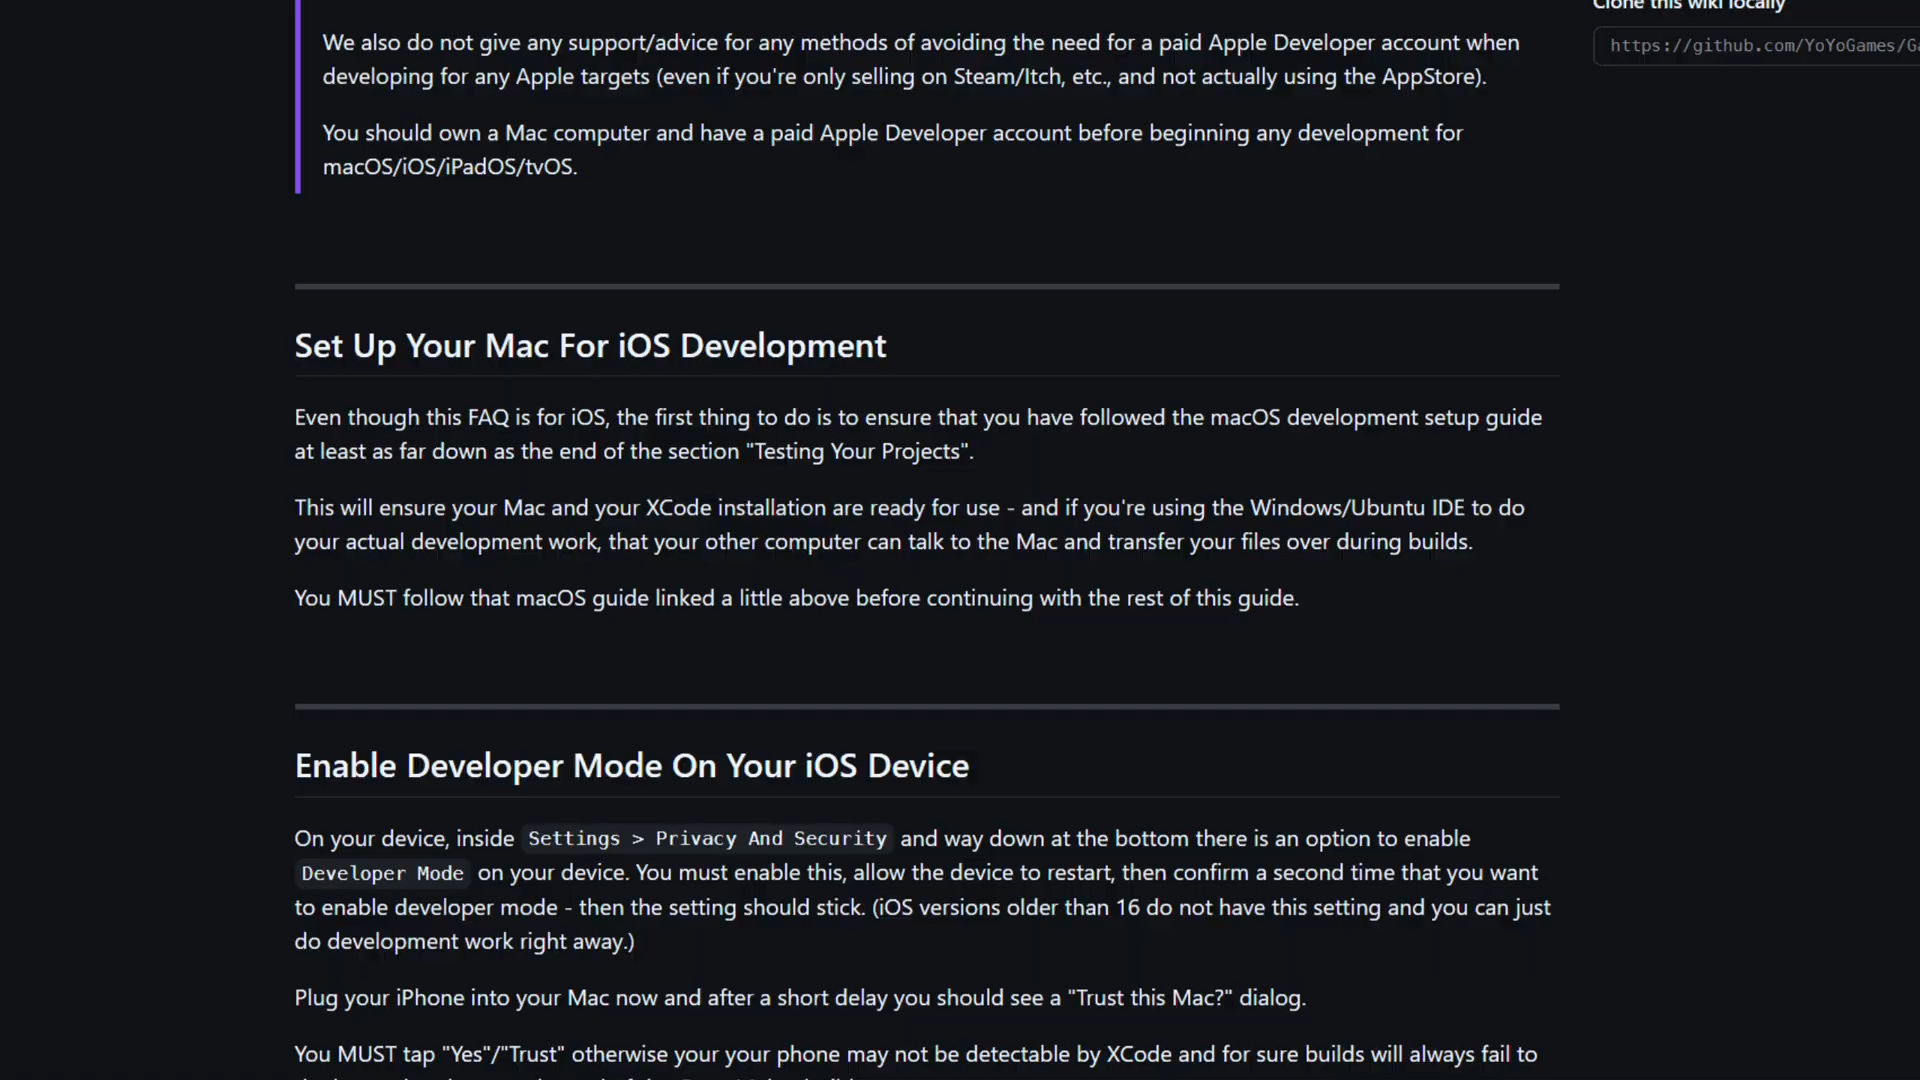 Clone this wiki locally
https://github.com/YoYoGames/G
We also do not give any support/advice for any methods of avoiding the need for a paid Apple Developer account when
developing for any Apple targets (even if you're only selling on Steam/Itch, etc., and not actually using the AppStore).
You should own a Mac computer and have a paid Apple Developer account before beginning any development for
macOS/iOS/iPadOS/tvOS.
Set Up Your Mac For iOS Development
Even though this FAQ is for iOS, the first thing to do is to ensure that you have followed the macOS development setup guide
at least as far down as the end of the section "Testing Your Projects".
This will ensure your Mac and your XCode installation are ready for use - and if you're using the Windows/Ubuntu IDE to do
your actual development work, that your other computer can talk to the Mac and transfer your files over during builds.
You MUST follow that macOS guide linked a little above before continuing with the rest of this guide.
Enable Developer Mode On Your iOS Device
On your device, inside Settings > Privacy And Security and way down at the bottom there is an option to enable
Developer Mode on your device. You must enable this, allow the device to restart, then confirm a second time that you want
to enable developer mode - then the setting should stick. (iOS versions older than 16 do not have this setting and you can just
do development work right away.)
Plug your iPhone into your Mac now and after a short delay you should see a "Trust this Mac?" dialog.
You MUST tap "Yes"/"Trust" otherwise your your phone may not be detectable by XCode and for sure builds will always fail to